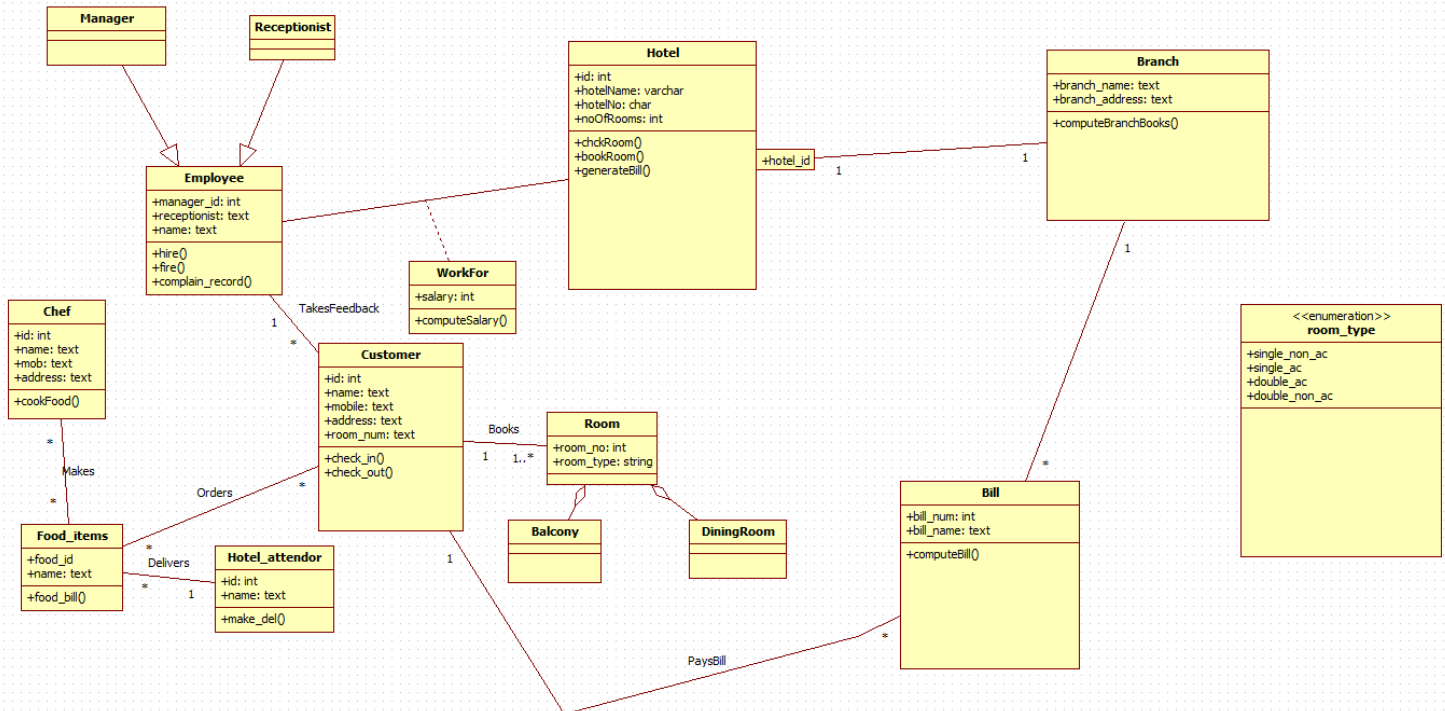 Manager
Receptionist
Hotel
+id: int
+hotelName: varchar
+hotelNo: char
+noOfRooms: int
+chckRoom()
+bookRoom()
+generateBill()
+hotel_id
1
1
Branch
+branch_name: text
+branch_address: text
+computeBranchBooks()
1
Employee
+manager_id: int
+receptionist: text
+name: text
+hire()
+fire()
+complain_record()
WorkFor
+salary: int
+computeSalary()
TakesFeedback
1
*
Chef
+id: int
+name: text
+mob: text
+address: text
+cookFood()
*
Makes
*
Customer
+id: int
+name: text
+mobile: text
+address: text
+room_num: text
+check_in()
+check_out()
Books
1
1..*
Room
+room_no: int
+room_type: string
Balcony
DiningRoom
<<enumeration>>
room_type
+single_non_ac
+single_ac
+double_ac
+double_non_ac
Orders
*
*
Food_items
+food_id
+name: text
+food_bill()
Delivers
*
1
Hotel_attendor
+id: int
+name: text
+make_del()
1
*
Bill
+bill_num: int
+bill_name: text
+computeBill()
PaysBill
*